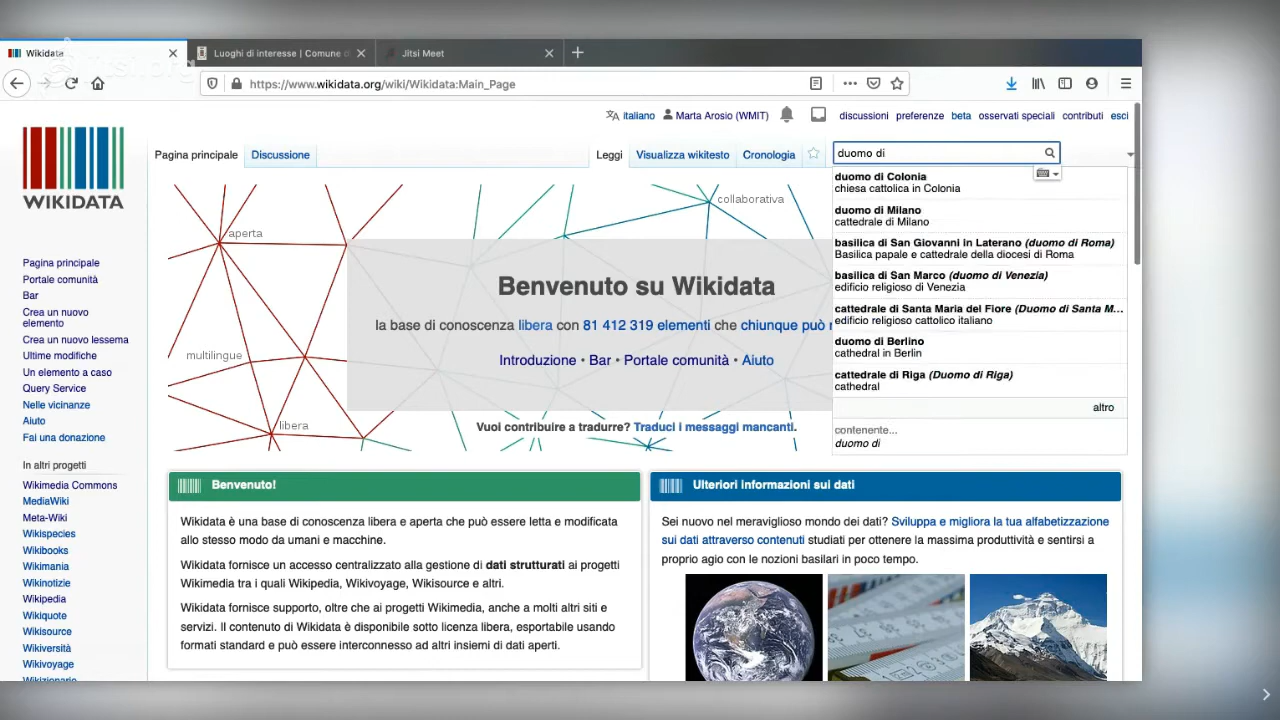 Wikidata
Luoghi di interesse | Comune
Jitsi Meet
https://www.wikidata.org/wiki/Wikidata:Main_Page
italiano
Marta Arosio (WMIT)
discussioni
preferenze
beta
osservati speciali
contributi
esci
WIKIDATA
Pagina principale
Discussione
Leggi
Visualizza wikitesto
Cronologia
duomo di
duomo di Colonia
chiesa cattolica in Colonia
duomo di Milano
cattedrale di Milano
basilica di San Giovanni in Laterano (duomo di Roma)
Basilica papale e cattedrale della diocesi di Roma
basilica di San Marco (duomo di Venezia)
edificio religioso di Venezia
cattedrale di Santa Maria del Fiore (Duomo di Santa M...
edificio religioso cattolico italiano
duomo di Berlino
cathedral in Berlin
cattedrale di Riga (Duomo di Riga)
cathedral
altro
contenente...
duomo di
Pagina principale
Portale comunità
Bar
Crea un nuovo
elemento
Crea un nuovo lessema
Ultime modifiche
Un elemento a caso
Query Service
Nelle vicinanze
Aiuto
Fai una donazione
In altri progetti
Wikimedia Commons
MediaWiki
Meta-Wiki
Wikispecies
Wikibooks
Wikimania
Wikinotizie
Wikipedia
Wikiquote
Wikisource
Wikiversità
Wikivoyage
Wikizionario
aperta
collaborativa
multilingue
libera
Benvenuto su Wikidata
la base di conoscenza libera con 81 412 319 elementi che chiunque può
Introduzione • Bar • Portale comunità • Aiuto
Vuoi contribuire a tradurre? Traduci i messaggi mancanti.
Benvenuto!
Wikidata è una base di conoscenza libera e aperta che può essere letta e modificata
allo stesso modo da umani e macchine.
Wikidata fornisce un accesso centralizzato alla gestione di dati strutturati ai progetti
Wikimedia tra i quali Wikipedia, Wikivoyage, Wikisource e altri.
Wikidata fornisce supporto, oltre che ai progetti Wikimedia, anche a molti altri siti e
servizi. Il contenuto di Wikidata è disponibile sotto licenza libera, esportabile usando
formati standard e può essere interconnesso ad altri insiemi di dati aperti.
Ulteriori informazioni sui dati
Sei nuovo nel meraviglioso mondo dei dati? Sviluppa e migliora la tua alfabetizzazione
sui dati attraverso contenuti studiati per ottenere la massima produttività e sentirsi a
proprio agio con le nozioni basilari in poco tempo.